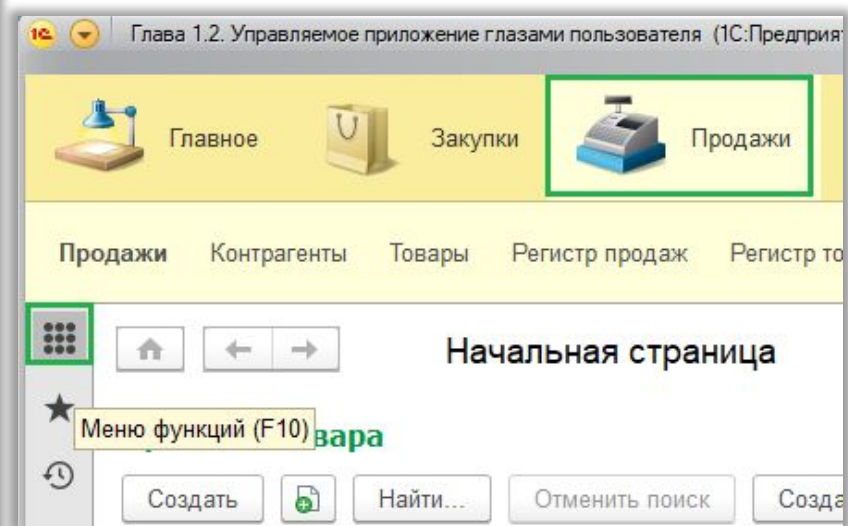 1С Глава 1.2. Управляемое приложение глазами пользователя (1С:Предприя
Главное Закупки Продажи
Продажи Контрагенты Товары Регистр продаж Регистр то
Начальная страница
Меню функций (F10) вара
Создать Найти... Отменить поиск Созда